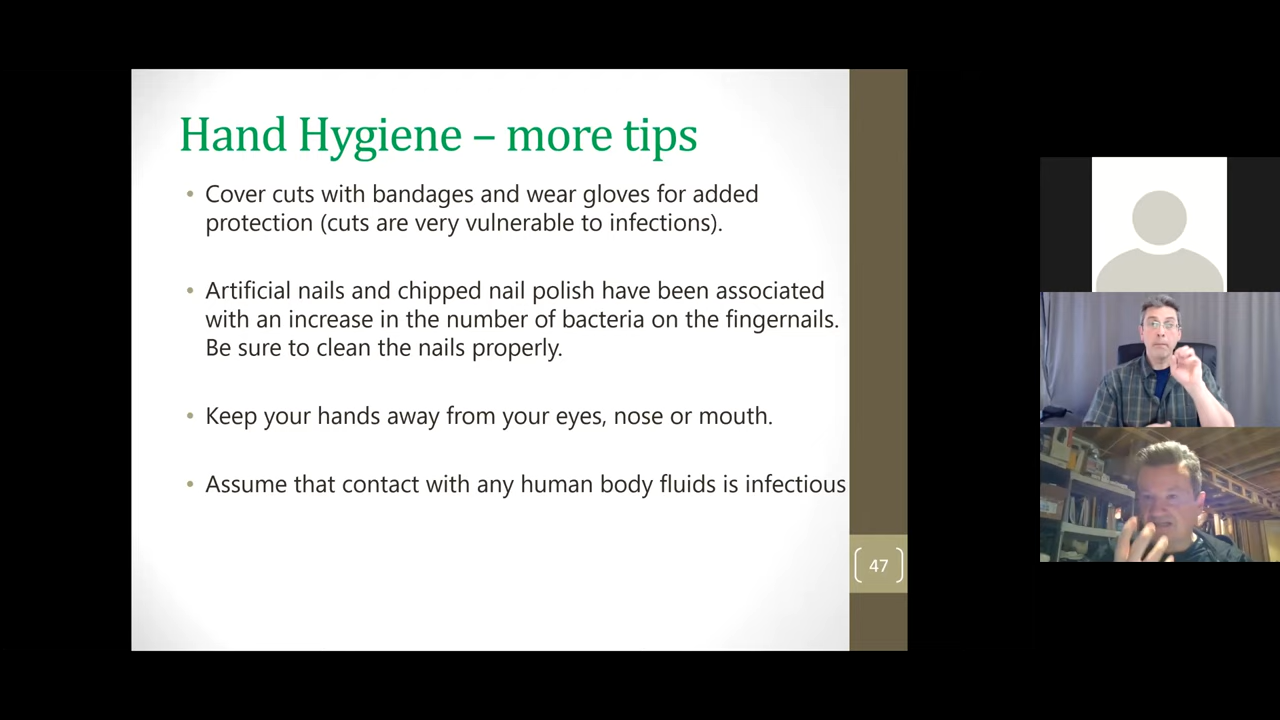 Hand Hygiene – more tips
• Cover cuts with bandages and wear gloves for added
protection (cuts are very vulnerable to infections).
• Artificial nails and chipped nail polish have been associated
with an increase in the number of bacteria on the fingernails.
Be sure to clean the nails properly.
• Keep your hands away from your eyes, nose or mouth.
• Assume that contact with any human body fluids is infectious
47